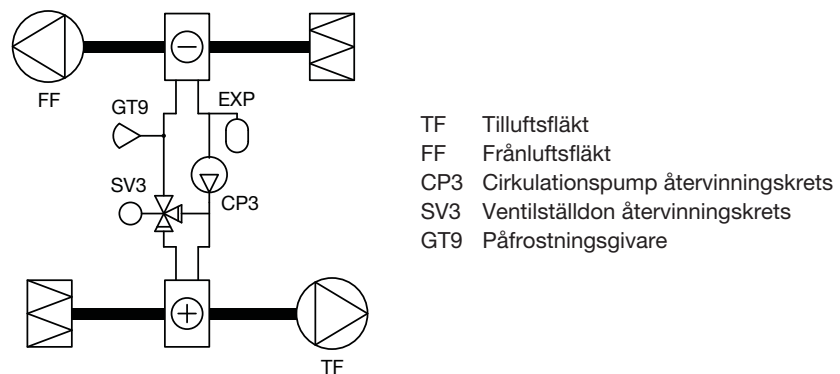 FF
GT9
EXP
SV3
CP3
TF
TF Tilluftsfläkt
FF Frånluftsfläkt
CP3 Cirkulationspump återvinningskrets
SV3 Ventilställdon återvinningskrets
GT9 Påfrostningsgivare